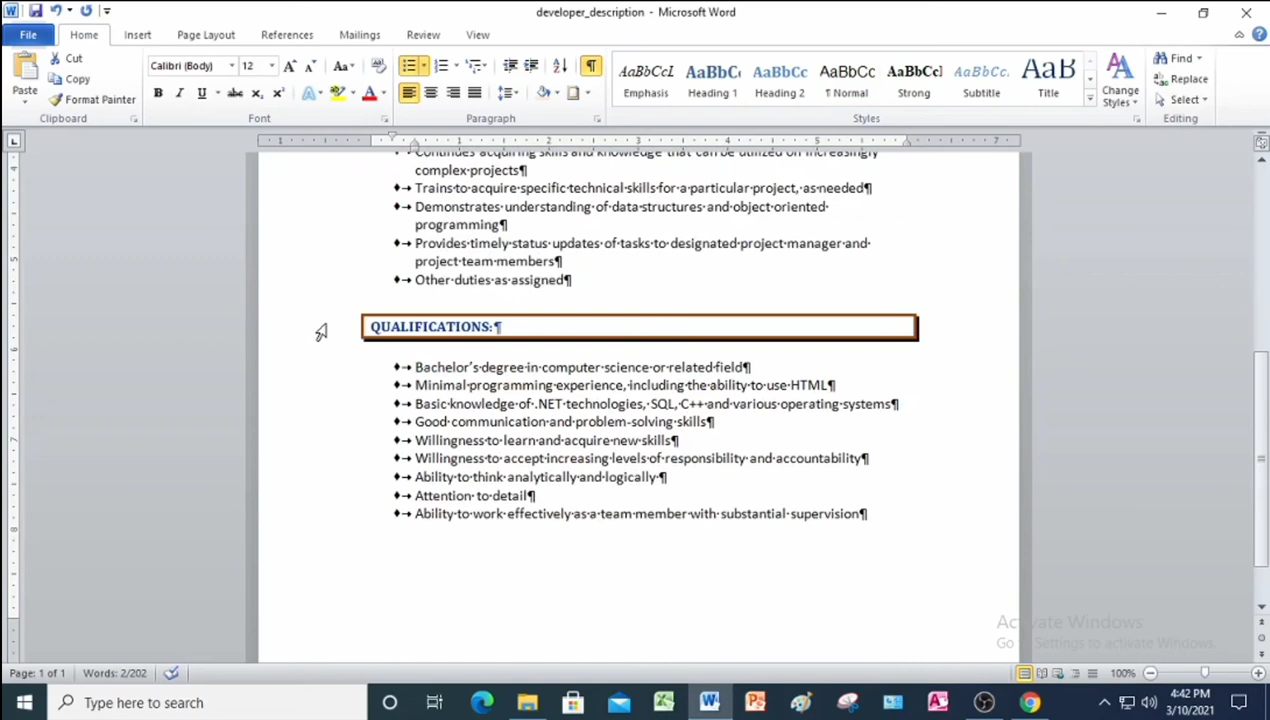 developer_description - Microsoft Word
File Home Insert Page Layout References Mailings Review View
Paste Cut Copy Format Painter Clipboard
Calibri (Body) 12 Font
Paragraph
AaBbCcI Emphasis AaBbC Heading 1 AaBbCc Heading 2 AaBbCc ¶ Normal AaBbCc Strong AaBbCc. Subtitle AaB Title Change Styles Styles
Find Replace Select Editing
Continues acquiring skills and knowledge that can be utilized on increasingly
complex projects¶
Trains to acquire specific technical skills for a particular project, as needed¶
Demonstrates understanding of data structures and object oriented
programming¶
Provides timely status updates of tasks to designated project manager and
project team members¶
Other duties as assigned¶
QUALIFICATIONS:¶
Bachelor’s degree in computer science or related field¶
Minimal programming experience, including the ability to use HTML¶
Basic knowledge of .NET technologies, SQL, C++ and various operating systems¶
Good communication and problem-solving skills¶
Willingness to learn and acquire new skills¶
Willingness to accept increasing levels of responsibility and accountability¶
Ability to think analytically and logically ¶
Attention to detail¶
Ability to work effectively as a team member with substantial supervision¶
Activate Windows
Go to Settings to activate Windows.
Page: 1 of 1 Words: 2/202 100%
Type here to search
4:42 PM
3/10/2021